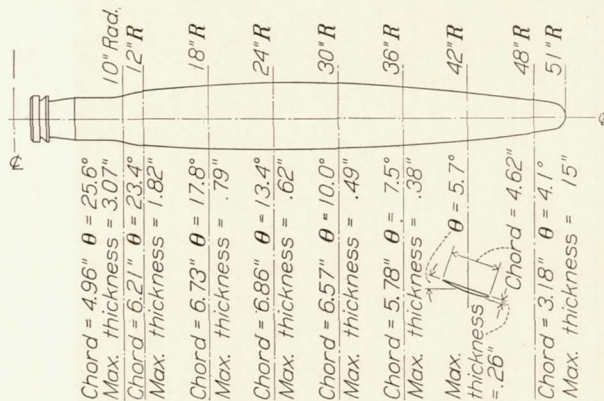 10" Rad.
12" R
18" R
24" R
30" R
36" R
42" R
48" R
51" R
℄
℄
Chord = 4.96" θ = 25.6°
Max. thickness = 3.07"
Chord = 6.21" θ = 23.4°
Max. thickness = 1.82"
Chord = 6.73" θ = 17.8°
Max. thickness = .79"
Chord = 6.86" θ = 13.4°
Max. thickness = .62"
Chord = 6.57" θ = 10.0°
Max. thickness = .49"
Chord = 5.78" θ = 7.5°
Max. thickness = .38"
θ = 5.7°
Max.
thickness
= .26"
Chord = 4.62"
Chord = 3.18" θ = 4.1°
Max. thickness = 15"